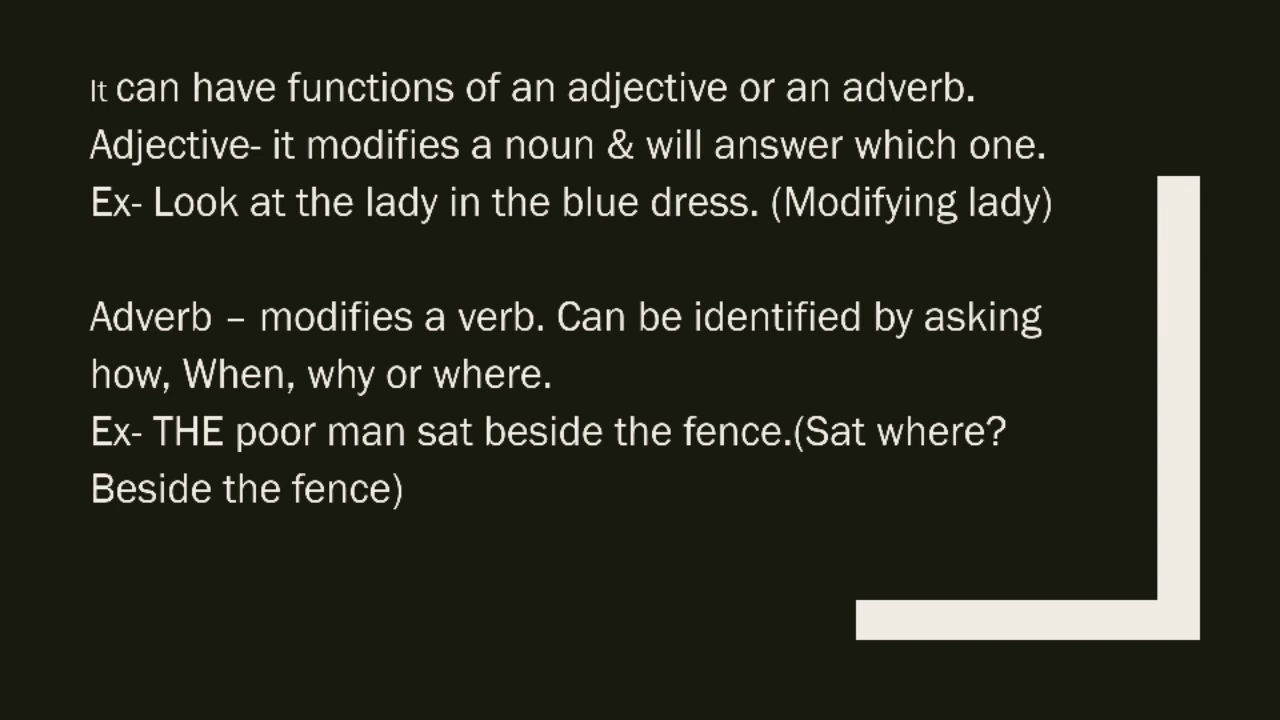 It can have functions of an adjective or an adverb.
Adjective- it modifies a noun & will answer which one.
Ex- Look at the lady in the blue dress. (Modifying lady)
Adverb – modifies a verb. Can be identified by asking
how, When, why or where.
Ex- THE poor man sat beside the fence.(Sat where?
Beside the fence)